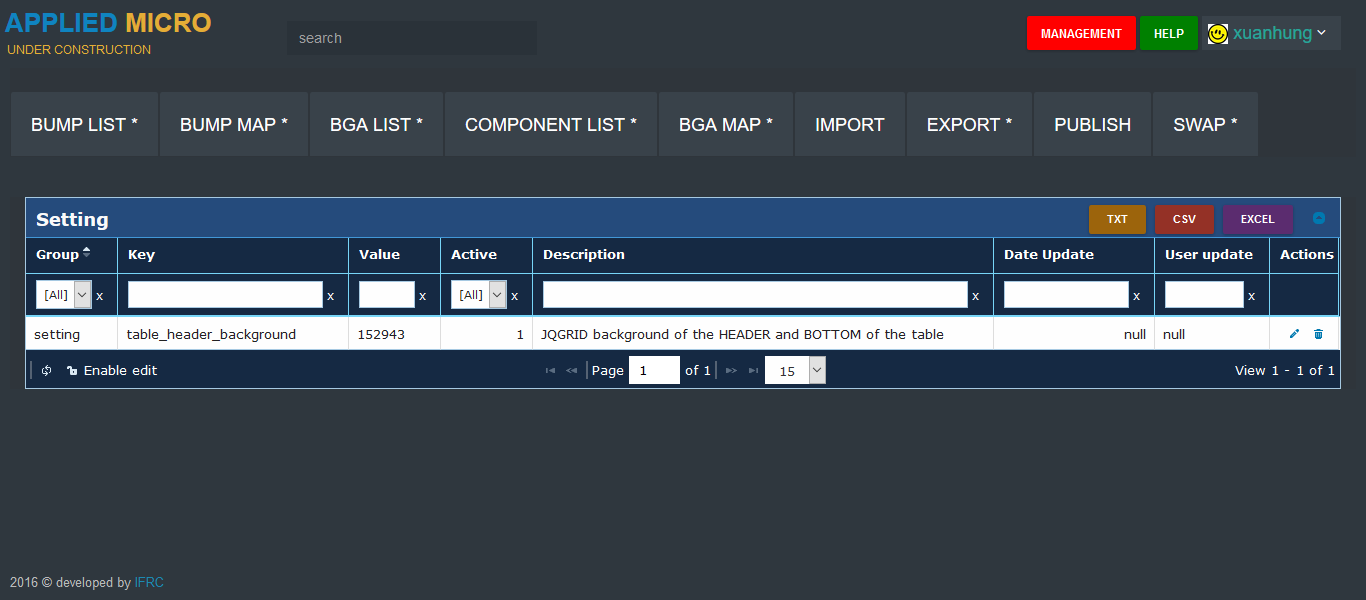 APPLIED MICRO
UNDER CONSTRUCTION
search
MANAGEMENT
HELP
xuanhung
BUMP LIST * BUMP MAP * BGA LIST * COMPONENT LIST * BGA MAP * IMPORT EXPORT * PUBLISH SWAP *
Setting
TXT CSV EXCEL
Group Key Value Active Description Date Update User update Actions
[All] x x x [All] x x x x
setting table_header_background 152943 1 JQGRID background of the HEADER and BOTTOM of the table null null
Enable edit Page 1 of 1 15 View 1 - 1 of 1
2016 © developed by IFRC